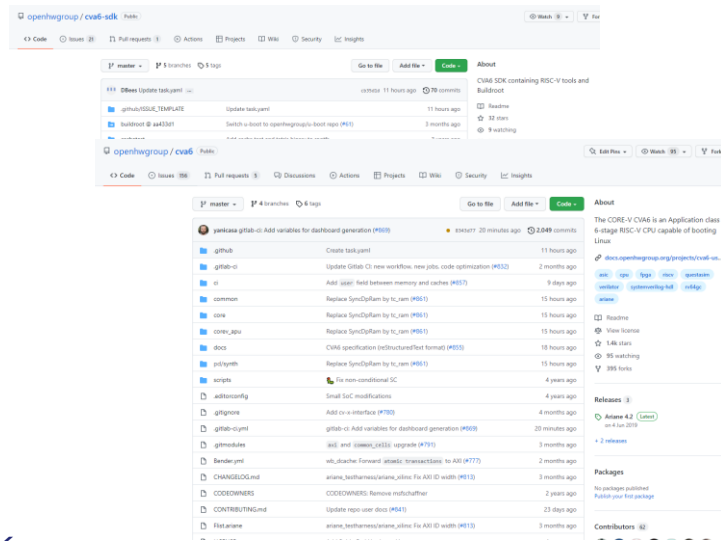 openhwgroup / cva6-sdk Public
Watch 9
Code Issues 21 Pull requests 1 Actions Projects Wiki Security Insights
master 5 branches 5 tags Go to file Add file Code
About
DBees Update task.yaml 11 hours ago 70 commits
CVA6 SDK containing RISC-V tools and Buildroot
.github/ISSUE_TEMPLATE Update task.yaml 11 hours ago
Readme
buildroot @ aa433d1 Switch u-boot to openhwgroup/u-boot repo (#61) 3 months ago
32 stars
9 watching
openhwgroup / cva6 Public
Edit Pins Watch 95 Fork
Code Issues Pull requests 5 Discussions Actions Projects Wiki Security Insights
master 4 branches 6 tags Go to file Add file Code
yanicasa gitlab-ci: Add variables for dashboard generation (#869) 20 minutes ago 2,049 commits
.github Create task.yaml 11 hours ago
.gitlab-ci Update Gitlab CI: new workflow, new jobs, code optimization (#832) 2 months ago
ci Add user field between memory and caches (#857) 9 days ago
common Replace SyncDpRam by tc_ram (#861) 15 hours ago
core Replace SyncDpRam by tc_ram (#861) 15 hours ago
corev_apu Replace SyncDpRam by tc_ram (#861) 15 hours ago
docs CVA6 specification (reStructuredText format) (#855) 18 hours ago
pd/synth Replace SyncDpRam by tc_ram (#861) 15 hours ago
scripts Fix non-conditional SC 4 years ago
.editorconfig Small SoC modifications 4 years ago
.gitignore Add cv-x-interface (#780) 4 months ago
.gitlab-ci.yml gitlab-ci: Add variables for dashboard generation (#869) 20 minutes ago
.gitmodules axi and common_cells upgrade (#791) 3 months ago
Bender.yml wb_dcache: Forward atomic transactions to AXI (#777) 2 months ago
CHANGELOG.md ariane_testharness/ariane_xilinx: Fix AXI ID width (#813) 3 months ago
CODEOWNERS CODEOWNERS: Remove msfschaffner 2 years ago
CONTRIBUTING.md Update repo user docs (#841) 23 days ago
Flist.ariane ariane_testharness/ariane_xilinx: Fix AXI ID width (#813) 3 months ago
About
The CORE-V CVA6 is an Application class
6-stage RISC-V CPU capable of booting
Linux
docs.openhwgroup.org/projects/cva6-us...
asic cpu fpga riscv questasim
verilator systemverilog-hdl rv64gc
ariane
Readme
View license
1.4k stars
95 watching
395 forks
Releases 3
Ariane 4.2 Latest
on 4 Jun 2019
+ 2 releases
Packages
No packages published
Publish your first package
Contributors 62